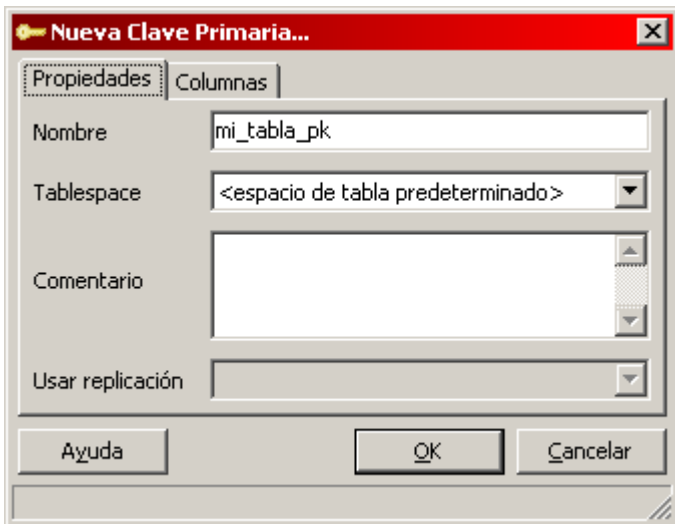 Nueva Clave Primaria...
Propiedades Columnas
Nombre mi_tabla_pk
Tablespace <espacio de tabla predeterminado>
Comentario
Usar replicación
Ayuda OK Cancelar